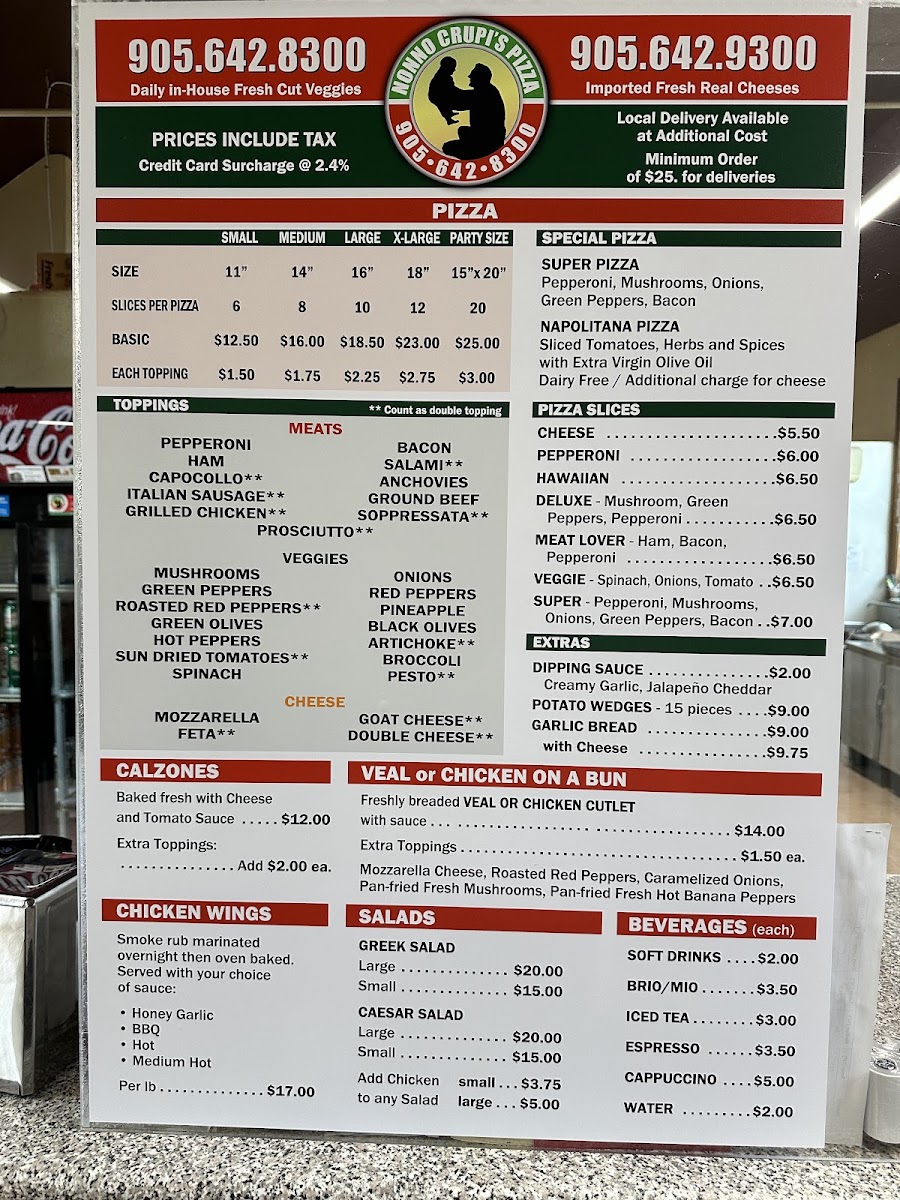 905.642.8300
Daily in-House Fresh Cut Veggies
NONNO CRUPI'S PIZZA
905•642•8300
905.642.9300
Imported Fresh Real Cheeses
PRICES INCLUDE TAX
Credit Card Surcharge @ 2.4%
Local Delivery Available
at Additional Cost
Minimum Order
of $25. for deliveries
PIZZA
SMALL MEDIUM LARGE X-LARGE PARTY SIZE
SIZE 11" 14" 16" 18" 15"x 20"
SLICES PER PIZZA 6 8 10 12 20
BASIC $12.50 $16.00 $18.50 $23.00 $25.00
EACH TOPPING $1.50 $1.75 $2.25 $2.75 $3.00
TOPPINGS ** Count as double topping
MEATS
PEPPERONI BACON
HAM SALAMI**
CAPOCOLLO** ANCHOVIES
ITALIAN SAUSAGE** GROUND BEEF
GRILLED CHICKEN** SOPPRESSATA**
PROSCIUTTO**
VEGGIES
MUSHROOMS ONIONS
GREEN PEPPERS RED PEPPERS
ROASTED RED PEPPERS** PINEAPPLE
GREEN OLIVES BLACK OLIVES
HOT PEPPERS ARTICHOKE**
SUN DRIED TOMATOES** BROCCOLI
SPINACH PESTO**
CHEESE
MOZZARELLA GOAT CHEESE**
FETA** DOUBLE CHEESE**
SPECIAL PIZZA
SUPER PIZZA
Pepperoni, Mushrooms, Onions,
Green Peppers, Bacon
NAPOLITANA PIZZA
Sliced Tomatoes, Herbs and Spices
with Extra Virgin Olive Oil
Dairy Free / Additional charge for cheese
PIZZA SLICES
CHEESE ........................$5.50
PEPPERONI ..................$6.00
HAWAIIAN ...................$6.50
DELUXE - Mushroom, Green
Peppers, Pepperoni...........$6.50
MEAT LOVER - Ham, Bacon,
Pepperoni ..................$6.50
VEGGIE - Spinach, Onions, Tomato ..$6.50
SUPER - Pepperoni, Mushrooms,
Onions, Green Peppers, Bacon ..$7.00
EXTRAS
DIPPING SAUCE ...............$2.00
Creamy Garlic, Jalapeño Cheddar
POTATO WEDGES - 15 pieces ....$9.00
GARLIC BREAD ...............$9.00
with Cheese ................$9.75
CALZONES
Baked fresh with Cheese
and Tomato Sauce .....$12.00
Extra Toppings:
..............Add $2.00 ea.
VEAL or CHICKEN ON A BUN
Freshly breaded VEAL OR CHICKEN CUTLET
with sauce... .................................. $14.00
Extra Toppings...................................$1.50 ea.
Mozzarella Cheese, Roasted Red Peppers, Caramelized Onions,
Pan-fried Fresh Mushrooms, Pan-fried Fresh Hot Banana Peppers
CHICKEN WINGS
Smoke rub marinated
overnight then oven baked.
Served with your choice
of sauce:
• Honey Garlic
• BBQ
• Hot
• Medium Hot
Per lb .............$17.00
SALADS
GREEK SALAD
Large .............. $20.00
Small .............. $15.00
CAESAR SALAD
Large .............. $20.00
Small .............. $15.00
Add Chicken small...$3.75
to any Salad large...$5.00
BEVERAGES (each)
SOFT DRINKS ....$2.00
BRIO/MIO.......$3.50
ICED TEA........$3.00
ESPRESSO ......$3.50
CAPPUCCINO ....$5.00
WATER .........$2.00